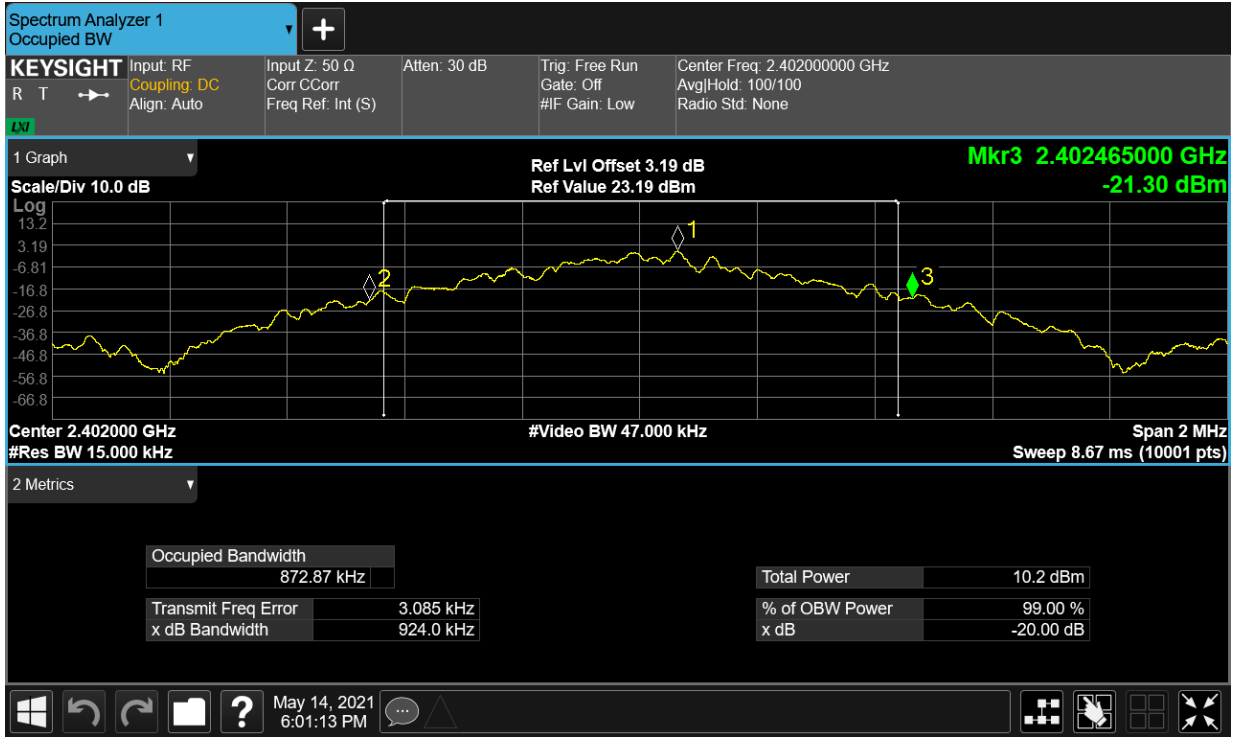 Spectrum Analyzer 1
Occupied BW
KEYSIGHT
R T
LXI
Input: RF
Coupling: DC
Align: Auto
Input Z: 50 Ω
Corr CCorr
Freq Ref: Int (S)
Atten: 30 dB
Trig: Free Run
Gate: Off
#IF Gain: Low
Center Freq: 2.402000000 GHz
Avg|Hold: 100/100
Radio Std: None
1 Graph
Scale/Div 10.0 dB
Ref Lvl Offset 3.19 dB
Ref Value 23.19 dBm
Mkr3 2.402465000 GHz
-21.30 dBm
Log
13.2
3.19
-6.81
-16.8
-26.8
-36.8
-46.8
-56.8
-66.8
1
2
3
Center 2.402000 GHz
#Res BW 15.000 kHz
#Video BW 47.000 kHz
Span 2 MHz
Sweep 8.67 ms (10001 pts)
2 Metrics
Occupied Bandwidth
872.87 kHz
Transmit Freq Error 3.085 kHz
x dB Bandwidth 924.0 kHz
Total Power 10.2 dBm
% of OBW Power 99.00 %
x dB -20.00 dB
?
May 14, 2021
6:01:13 PM